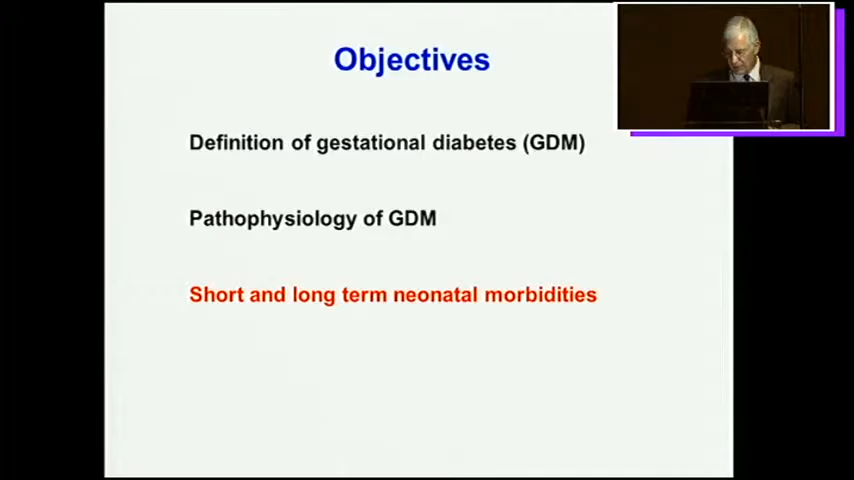 Objectives
Definition of gestational diabetes (GDM)
Pathophysiology of GDM
Short and long term neonatal morbidities